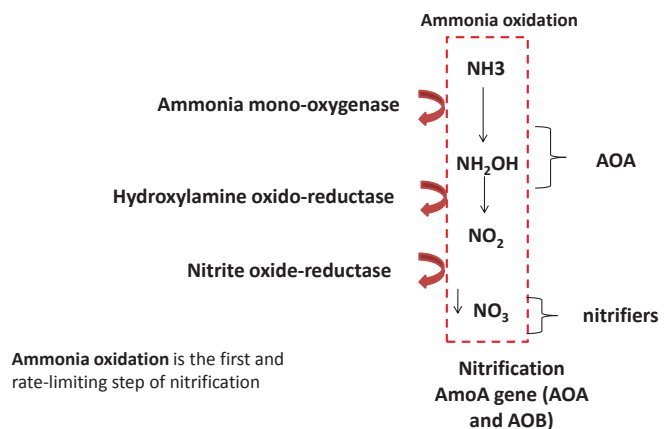 Ammonia oxidation
NH3
Ammonia mono-oxygenase
NH₂OH
AOA
Hydroxylamine oxido-reductase
NO₂
Nitrite oxide-reductase
NO₃
nitrifiers
Ammonia oxidation is the first and
rate-limiting step of nitrification
Nitrification
AmoA gene (AOA
and AOB)